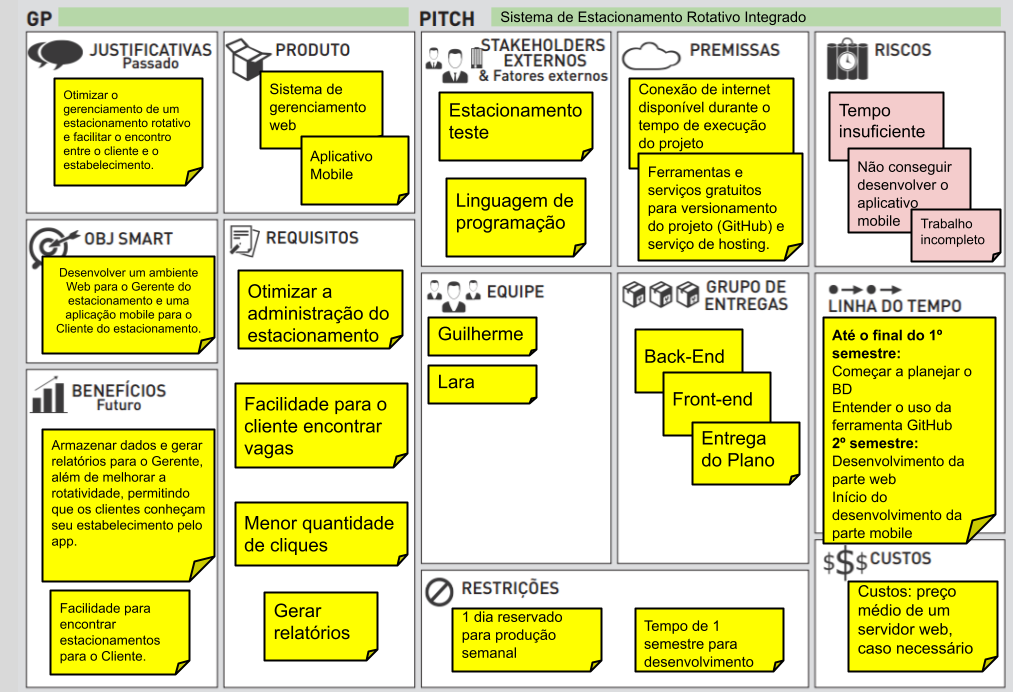 GP
PITCH
Sistema de Estacionamento Rotativo Integrado
JUSTIFICATIVAS
Passado
Otimizar o
gerenciamento de um
estacionamento rotativo
e facilitar o encontro
entre o cliente e o
estabelecimento.
PRODUTO
Sistema de
gerenciamento
web
Aplicativo
Mobile
STAKEHOLDERS
EXTERNOS
& Fatores externos
Estacionamento
teste
Linguagem de
programação
PREMISSAS
Conexão de internet
disponível durante o
tempo de execução
do projeto
Ferramentas e
serviços gratuitos
para versionamento
do projeto (GitHub) e
serviço de hosting.
RISCOS
Tempo
insuficiente
Não conseguir
desenvolver o
aplicativo
mobile
Trabalho
incompleto
OBJ SMART
Desenvolver um ambiente
Web para o Gerente do
estacionamento e uma
aplicação mobile para o
Cliente do estacionamento.
REQUISITOS
Otimizar a
administração do
estacionamento
Facilidade para o
cliente encontrar
vagas
Menor quantidade
de cliques
Gerar
relatórios
EQUIPE
Guilherme
Lara
GRUPO DE
ENTREGAS
Back-End
Front-end
Entrega
do Plano
LINHA DO TEMPO
Até o final do 1º
semestre:
Começar a planejar o
BD
Entender o uso da
ferramenta GitHub
2º semestre:
Desenvolvimento da
parte web
Início do
desenvolvimento da
parte mobile
BENEFÍCIOS
Futuro
Armazenar dados e gerar
relatórios para o Gerente,
além de melhorar a
rotatividade, permitindo
que os clientes conheçam
seu estabelecimento pelo
app.
Facilidade para
encontrar
estacionamentos
para o Cliente.
RESTRIÇÕES
1 dia reservado
para produção
semanal
Tempo de 1
semestre para
desenvolvimento
$$$ CUSTOS
Custos: preço
médio de um
servidor web,
caso necessário